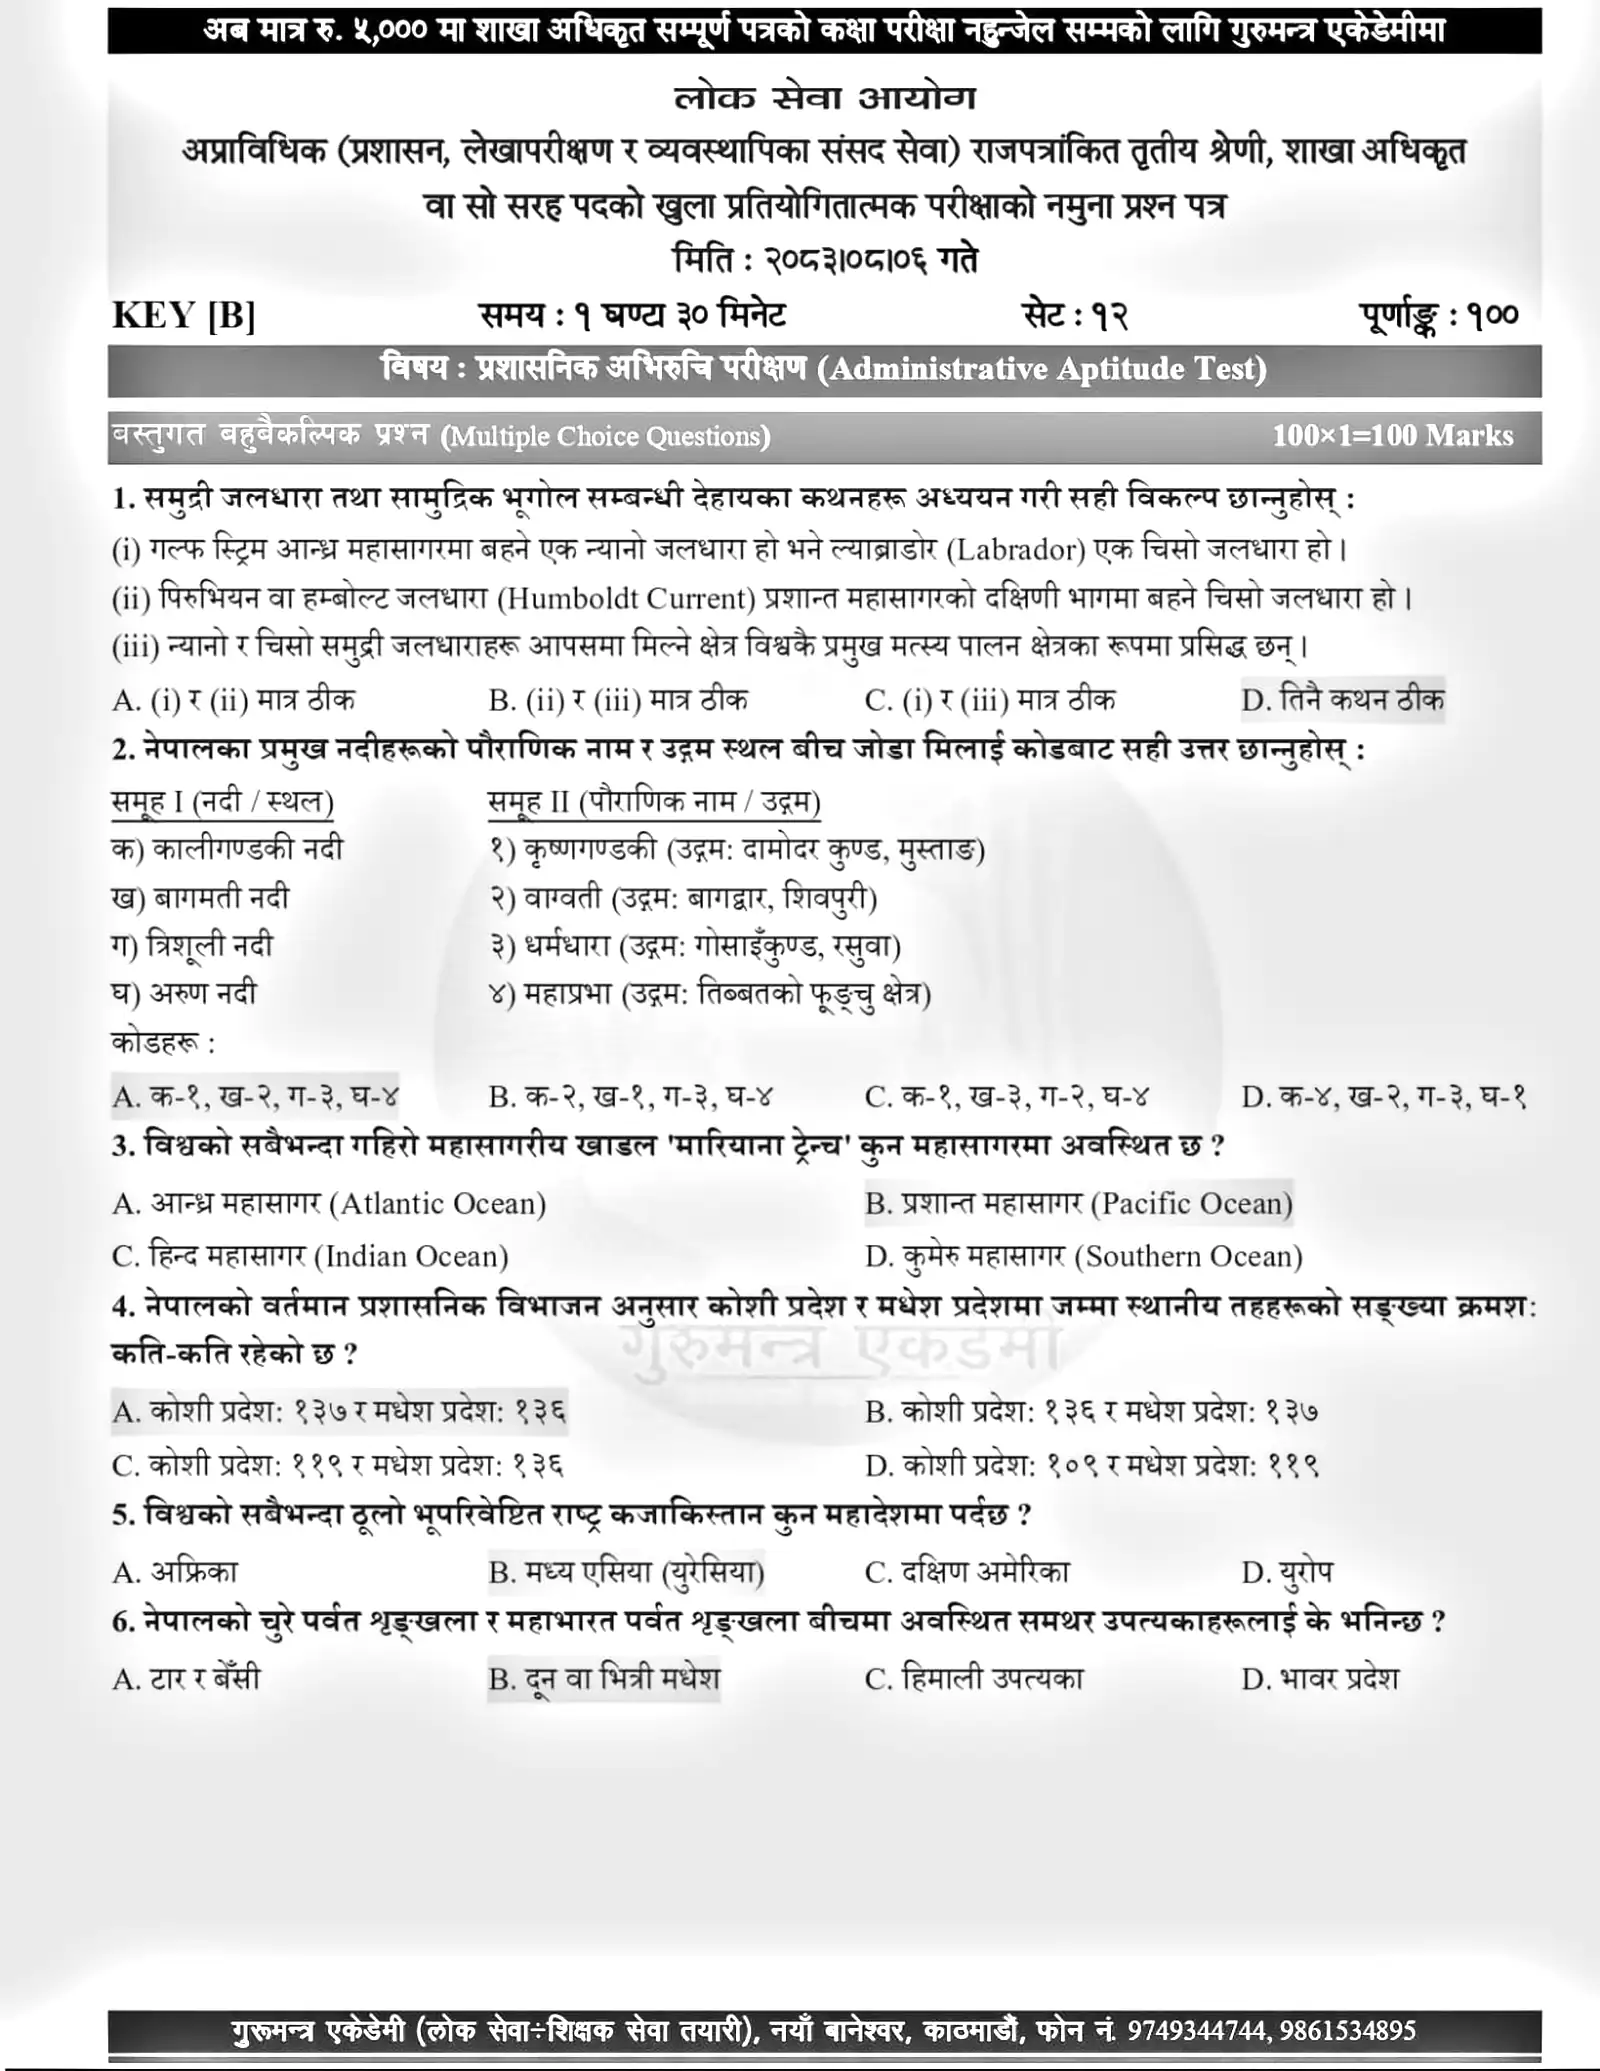 अब मात्र रु. ५,००० मा शाखा अधिकृत सम्पूर्ण पत्रको कक्षा परीक्षा नहुन्जेल सम्मको लागि गुरुमन्त्र एकेडेमीमा
लोक सेवा आयोग
अप्राविधिक (प्रशासन, लेखापरीक्षण र व्यवस्थापिका संसद सेवा) राजपत्रांकित तृतीय श्रेणी, शाखा अधिकृत
वा सो सरह पदको खुला प्रतियोगितात्मक परीक्षाको नमुना प्रश्न पत्र
मिति : २०८३।०८।०६ गते
KEY [B] समय : १ घण्टा ३० मिनेट सेट : १२ पूर्णाङ्क : १००
विषय : प्रशासनिक अभिरुचि परीक्षण (Administrative Aptitude Test)
बस्तुगत बहुबैकल्पिक प्रश्न (Multiple Choice Questions) 100×1=100 Marks
1. समुद्री जलधारा तथा सामुद्रिक भूगोल सम्बन्धी देहायका कथनहरू अध्ययन गरी सही विकल्प छान्नुहोस् :
(i) गल्फ स्ट्रिम आन्ध्र महासागरमा बहने एक न्यानो जलधारा हो भने ल्याब्राडोर (Labrador) एक चिसो जलधारा हो।
(ii) पिरुभियन वा हम्बोल्ट जलधारा (Humboldt Current) प्रशान्त महासागरको दक्षिणी भागमा बहने चिसो जलधारा हो।
(iii) न्यानो र चिसो समुद्री जलधाराहरू आपसमा मिल्ने क्षेत्र विश्वकै प्रमुख मत्स्य पालन क्षेत्रका रूपमा प्रसिद्ध छन्।
A. (i) र (ii) मात्र ठीक B. (ii) र (iii) मात्र ठीक C. (i) र (iii) मात्र ठीक D. तिनै कथन ठीक
2. नेपालका प्रमुख नदीहरूको पौराणिक नाम र उद्गम स्थल बीच जोडा मिलाई कोडबाट सही उत्तर छान्नुहोस् :
समूह I (नदी / स्थल) समूह II (पौराणिक नाम / उद्गम)
क) कालीगण्डकी नदी १) कृष्णगण्डकी (उद्गम: दामोदर कुण्ड, मुस्ताङ)
ख) बागमती नदी २) वाग्वती (उद्गम: बागद्वार, शिवपुरी)
ग) त्रिशूली नदी ३) धर्मधारा (उद्गम: गोसाइँकुण्ड, रसुवा)
घ) अरुण नदी ४) महाप्रभा (उद्गम: तिब्बतको फूङ्चु क्षेत्र)
कोडहरू :
A. क-१, ख-२, ग-३, घ-४ B. क-२, ख-१, ग-३, घ-४ C. क-१, ख-३, ग-२, घ-४ D. क-४, ख-२, ग-३, घ-१
3. विश्वको सबैभन्दा गहिरो महासागरीय खाडल 'मारियाना ट्रेन्च' कुन महासागरमा अवस्थित छ ?
A. आन्ध्र महासागर (Atlantic Ocean) B. प्रशान्त महासागर (Pacific Ocean)
C. हिन्द महासागर (Indian Ocean) D. कुमेरु महासागर (Southern Ocean)
4. नेपालको वर्तमान प्रशासनिक विभाजन अनुसार कोशी प्रदेश र मधेश प्रदेशमा जम्मा स्थानीय तहहरूको सङ्ख्या क्रमश:
कति-कति रहेको छ ?
गुरुमन्त्र एकेडेमी
A. कोशी प्रदेश: १३७ र मधेश प्रदेश: १३६ B. कोशी प्रदेश: १३६ र मधेश प्रदेश: १३७
C. कोशी प्रदेश: ११९ र मधेश प्रदेश: १३६ D. कोशी प्रदेश: १०९ र मधेश प्रदेश: ११९
5. विश्वको सबैभन्दा ठूलो भूपरिवेष्टित राष्ट्र कजाकिस्तान कुन महादेशमा पर्दछ ?
A. अफ्रिका B. मध्य एसिया (युरेसिया) C. दक्षिण अमेरिका D. युरोप
6. नेपालको चुरे पर्वत शृङ्खला र महाभारत पर्वत शृङ्खला बीचमा अवस्थित समथर उपत्यकाहरूलाई के भनिन्छ ?
A. टार र बेँसी B. दून वा भित्री मधेश C. हिमाली उपत्यका D. भावर प्रदेश
गुरूमन्त्र एकेडेमी (लोक सेवा÷शिक्षक सेवा तयारी), नयाँ बानेश्वर, काठमाडौं, फोन नं. 9749344744, 9861534895